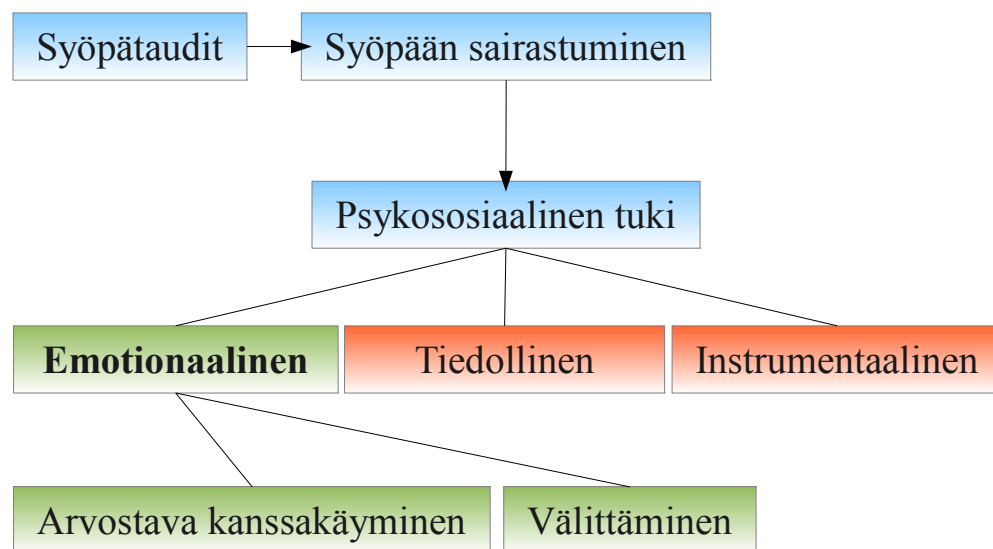 Syöpätaudit
Syöpään sairastuminen
Psykososiaalinen tuki
Emotionaalinen
Tiedollinen
Instrumentaalinen
Arvostava kanssakäyminen
Välittäminen